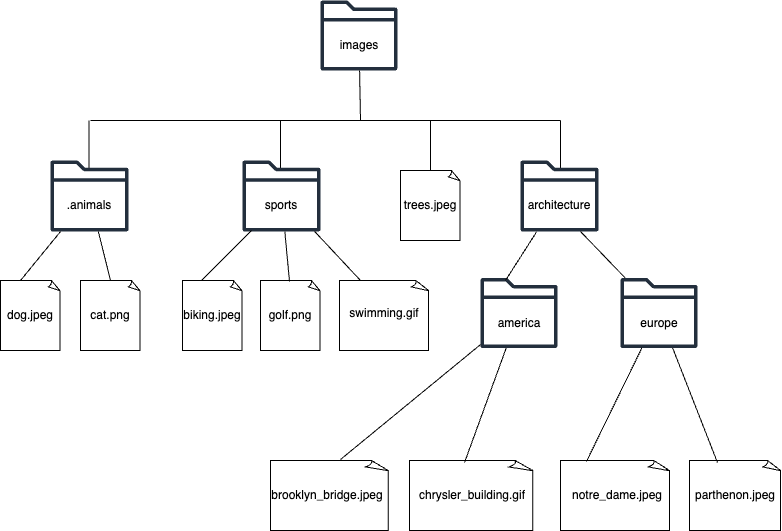 images
.animals
sports
trees.jpeg
architecture
dog.jpeg
cat.png
biking.jpeg
golf.png
swimming.gif
america
europe
brooklyn_bridge.jpeg
chrysler_building.gif
notre_dame.jpeg
parthenon.jpeg